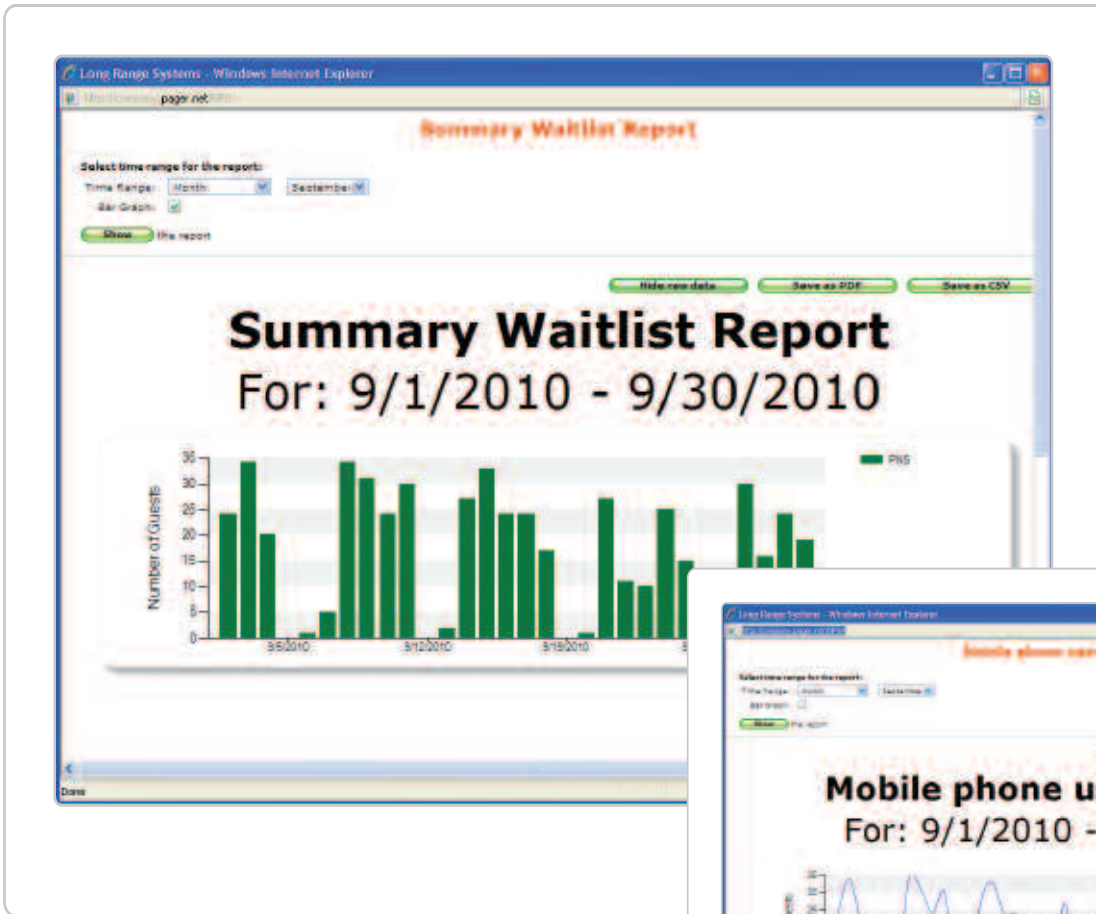 Long Range Systems - Windows Internet Explorer
pager.net
Summary Waitlist Report
Select time range for the report:
Time Range: Month September
Bar Graph:
Show the report
Hide raw data Save as PDF Save as CSV
Summary Waitlist Report
For: 9/1/2010 - 9/30/2010
PNS
Number of Guests
35
30
25
20
15
10
5
0
9/5/2010 9/12/2010 9/19/2010
Done
Long Range Systems - Windows Internet Explorer
Mobile phone
Select time range for the report:
Time Range: Month September
Bar Graph:
Show the report
Mobile phone u
For: 9/1/2010 -